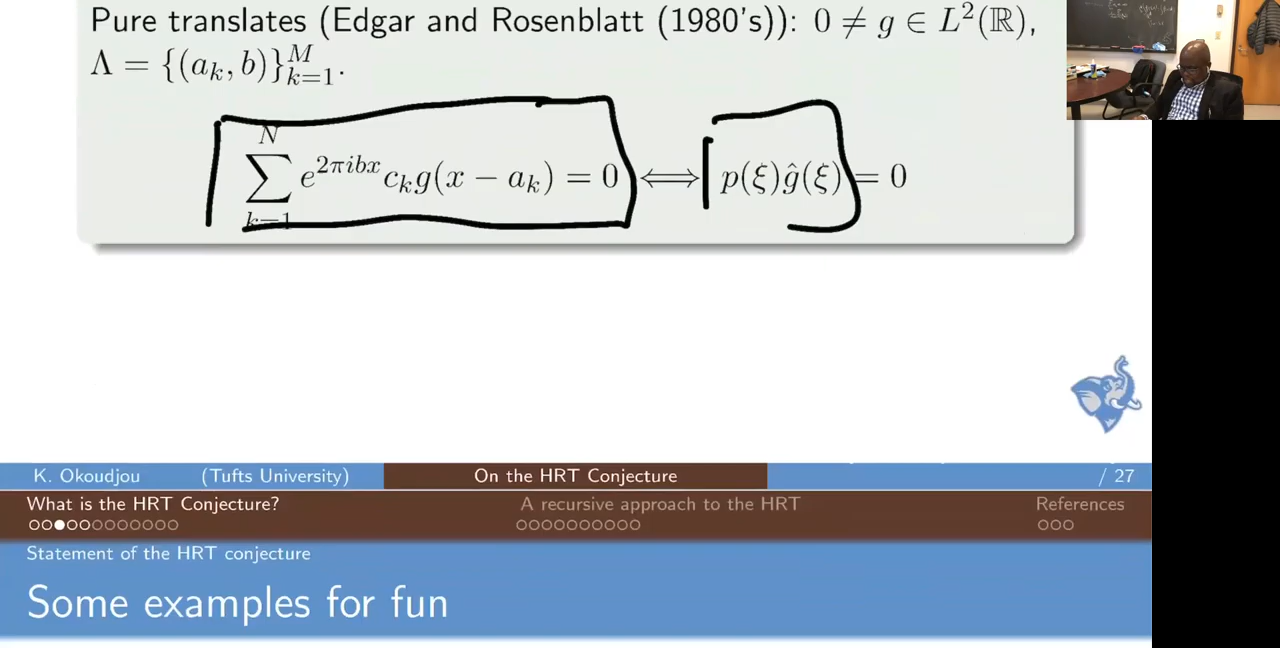 Pure translates (Edgar and Rosenblatt (1980's)): 0 ≠ g ∈ L²(ℝ),
Λ = {(a_k, b)}_{k=1}^M.
\sum_{k=1}^{N} e^{2πibx} c_k g(x − a_k) = 0 ⟺ p(ξ)ĝ(ξ) = 0
K. Okoudjou (Tufts University) On the HRT Conjecture / 27
What is the HRT Conjecture? A recursive approach to the HRT References
Statement of the HRT conjecture
Some examples for fun